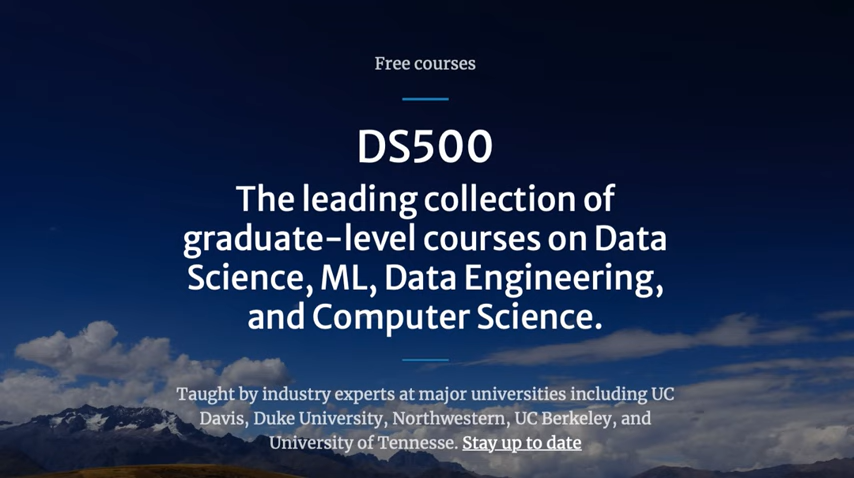 Free courses
DS500
The leading collection of
graduate-level courses on Data
Science, ML, Data Engineering,
and Computer Science.
Taught by industry experts at major universities including UC
Davis, Duke University, Northwestern, UC Berkeley, and
University of Tennesse. Stay up to date